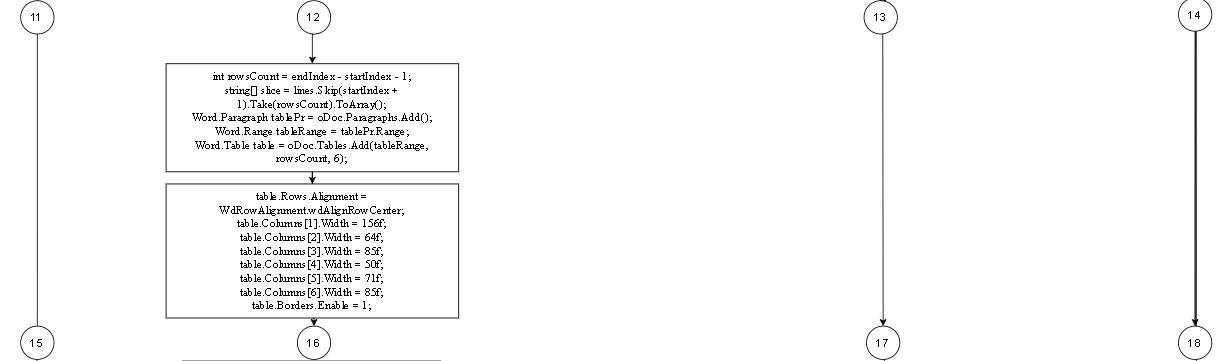 11
12
13
14
int rowsCount = endIndex - startIndex - 1;
string[] slice = lines.Skip(startIndex +
1).Take(rowsCount).ToArray();
Word.Paragraph tablePr = oDoc.Paragraphs.Add();
Word.Range tableRange = tablePr.Range;
Word.Table table = oDoc.Tables.Add(tableRange,
rowsCount, 6);
table.Rows.Alignment =
WdRowAlignment.wdAlignRowCenter;
table.Columns[1].Width = 156f;
table.Columns[2].Width = 64f;
table.Columns[3].Width = 85f;
table.Columns[4].Width = 50f;
table.Columns[5].Width = 71f;
table.Columns[6].Width = 85f;
table.Borders.Enable = 1;
15
16
17
18